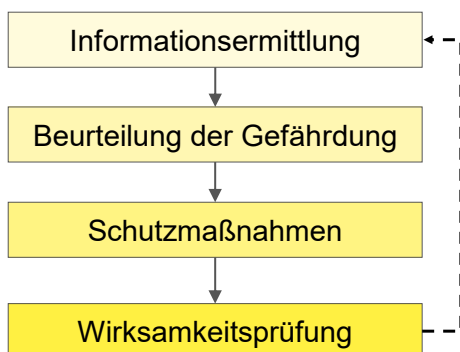 Informationsermittlung
Beurteilung der Gefährdung
Schutzmaßnahmen
Wirksamkeitsprüfung